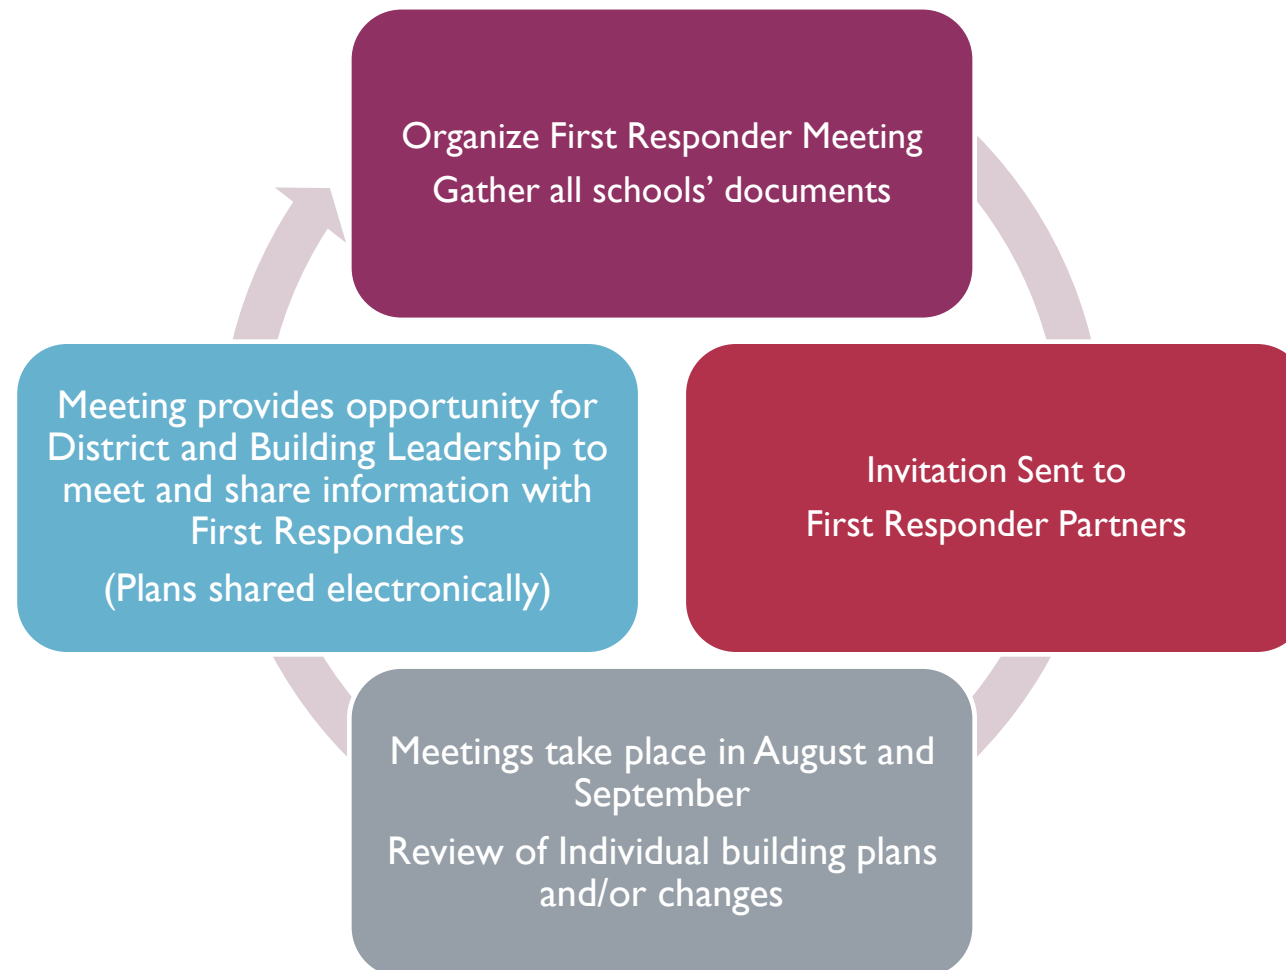 Organize First Responder Meeting
Gather all schools’ documents
Invitation Sent to
First Responder Partners
Meetings take place in August and
September
Review of Individual building plans
and/or changes
Meeting provides opportunity for
District and Building Leadership to
meet and share information with
First Responders
(Plans shared electronically)